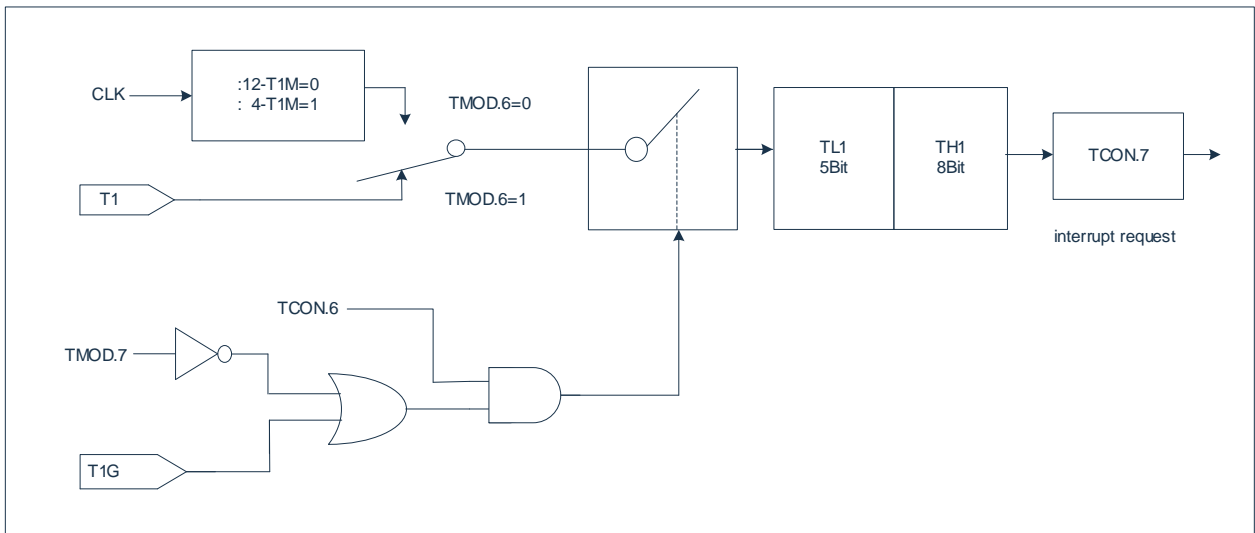 :12-T1M=0
: 4-T1M=1
CLK
TMOD.6=0
T1
TMOD.6=1
TL1
5Bit
TH1
8Bit
TCON.7
interrupt request
TCON.6
TMOD.7
T1G